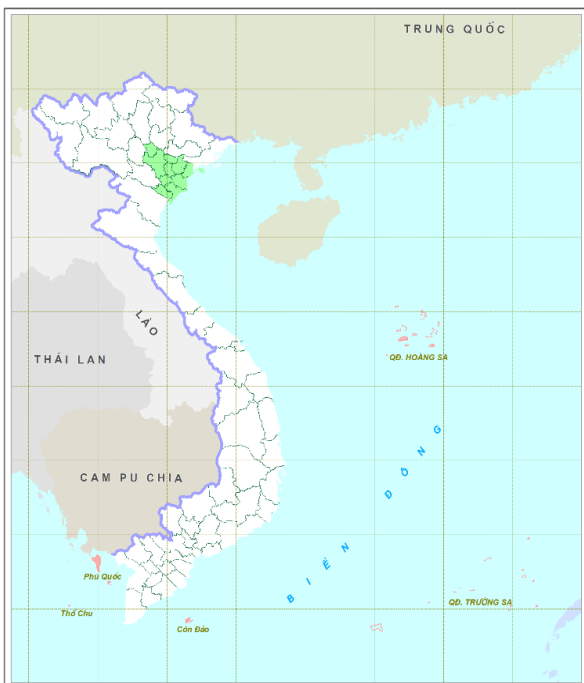 TRUNG QUỐC
LÀO
THÁI LAN
QĐ. HOÀNG SA
CAM PU CHIA
BIỂN ĐÔNG
Phú Quốc
Thổ Chu
Côn Đảo
QĐ. TRƯỜNG SA